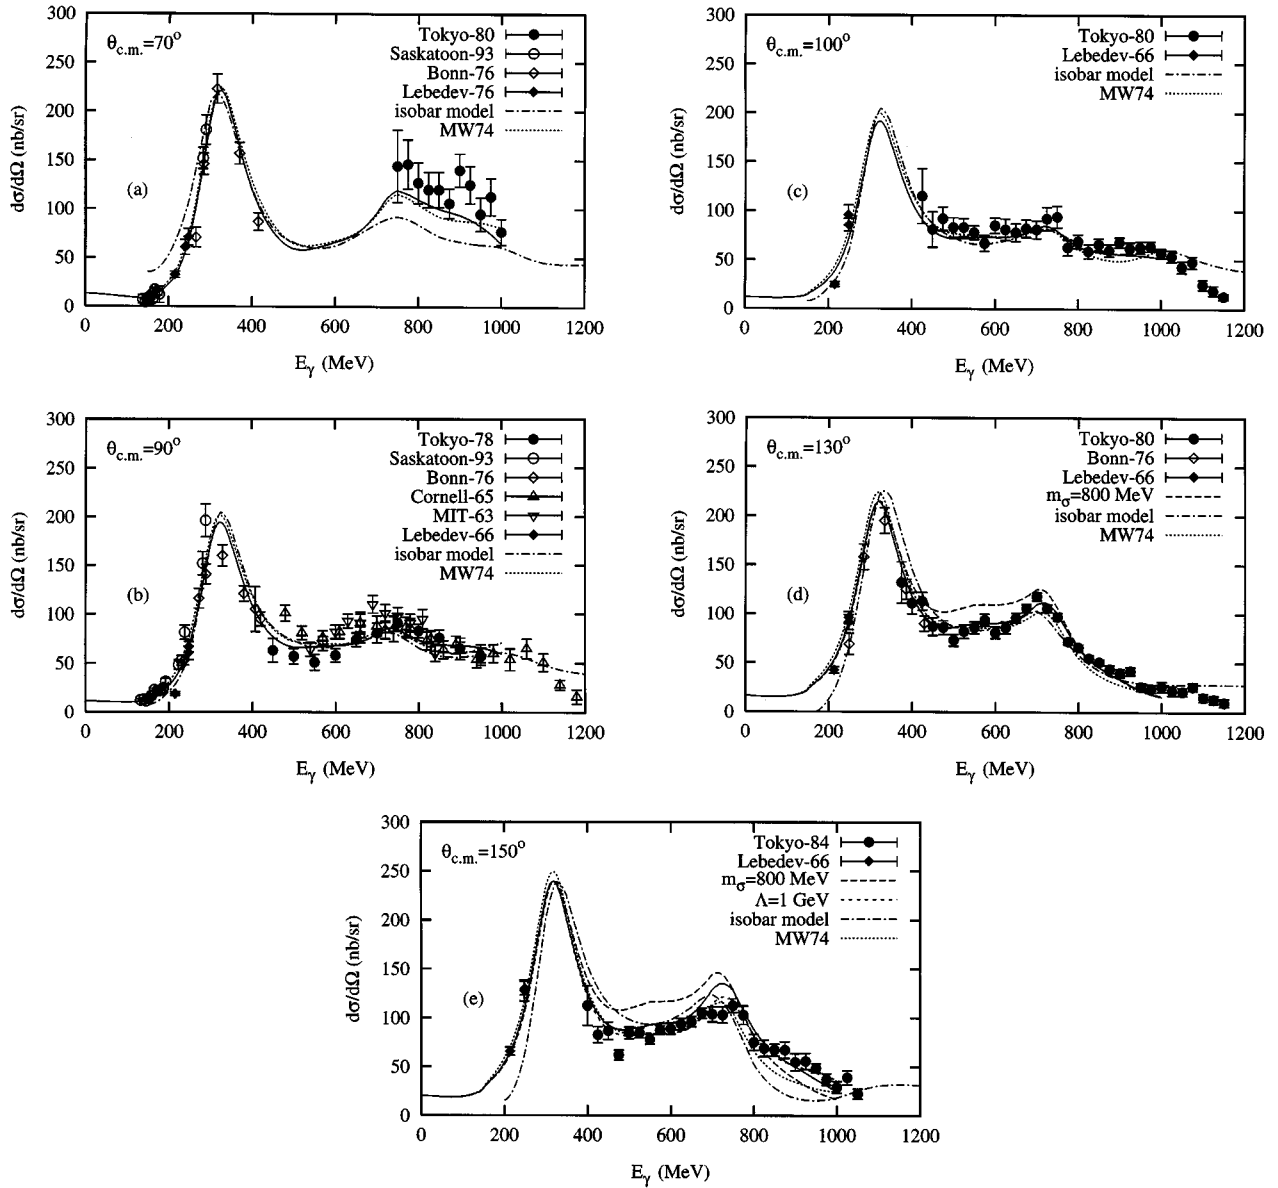 θc.m.=70°
Tokyo-80
Saskatoon-93
Bonn-76
Lebedev-76
isobar model
MW74
(a)
dσ/dΩ (nb/sr)
300
250
200
150
100
50
0
0 200 400 600 800 1000 1200
Eγ (MeV)
θc.m.=100°
Tokyo-80
Lebedev-66
isobar model
MW74
(c)
dσ/dΩ (nb/sr)
300
250
200
150
100
50
0
0 200 400 600 800 1000 1200
Eγ (MeV)
θc.m.=90°
Tokyo-78
Saskatoon-93
Bonn-76
Cornell-65
MIT-63
Lebedev-66
isobar model
MW74
(b)
dσ/dΩ (nb/sr)
300
250
200
150
100
50
0
0 200 400 600 800 1000 1200
Eγ (MeV)
θc.m.=130°
Tokyo-80
Bonn-76
Lebedev-66
mσ=800 MeV
isobar model
MW74
(d)
dσ/dΩ (nb/sr)
300
250
200
150
100
50
0
0 200 400 600 800 1000 1200
Eγ (MeV)
θc.m.=150°
Tokyo-84
Lebedev-66
mσ=800 MeV
Λ=1 GeV
isobar model
MW74
(e)
dσ/dΩ (nb/sr)
300
250
200
150
100
50
0
0 200 400 600 800 1000 1200
Eγ (MeV)